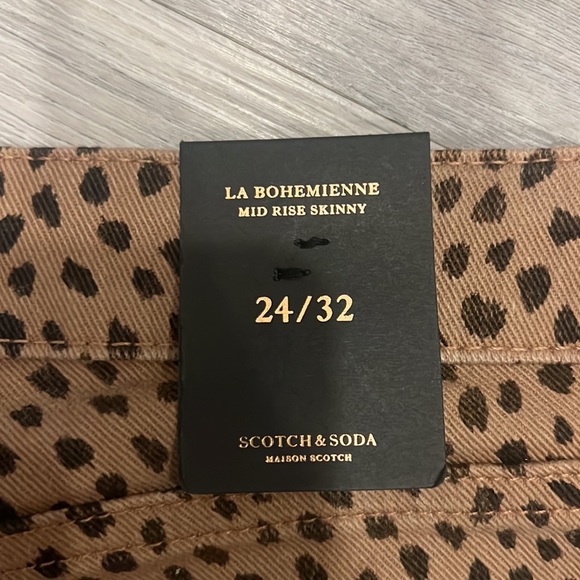 LA BOHEMIENNE
MID RISE SKINNY
24/32
SCOTCH & SODA
MAISON SCOTCH